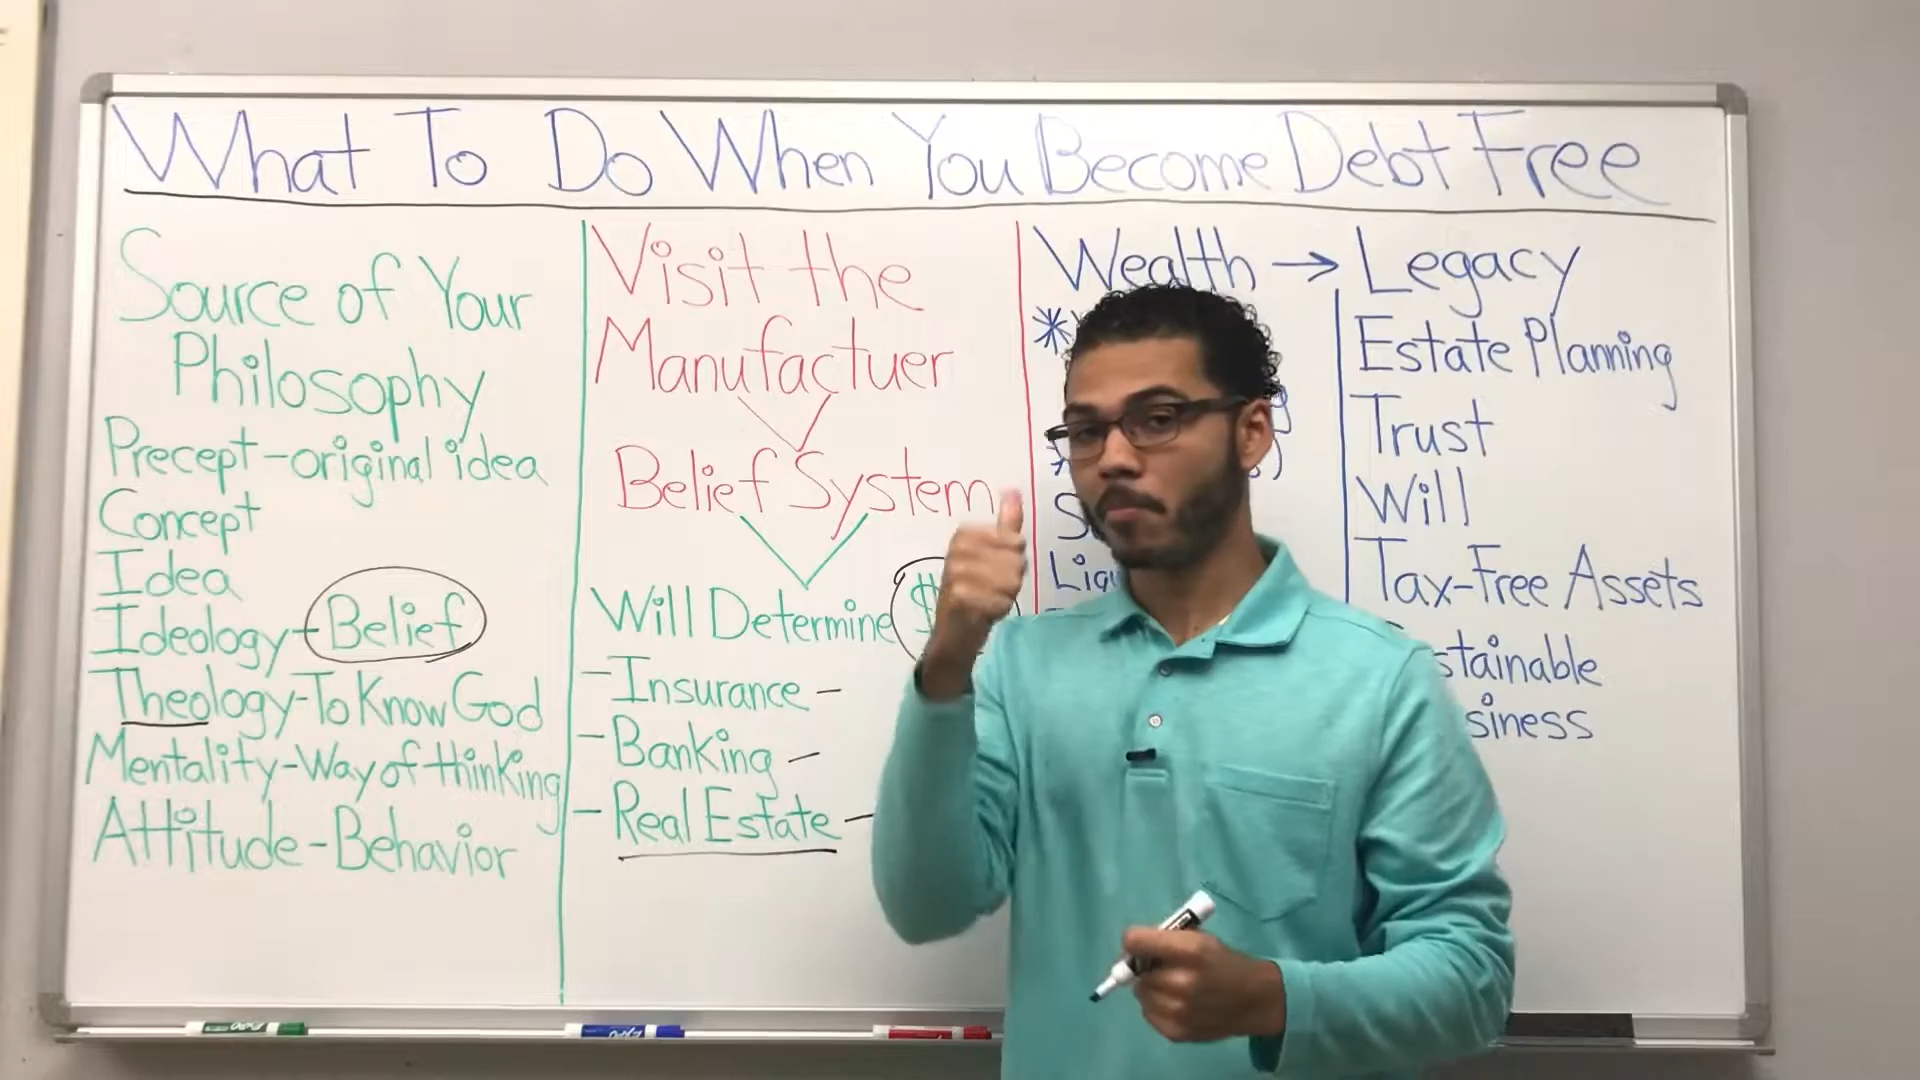 What To Do When You Become Debt Free
Source of Your
Philosophy
Precept-original idea
Concept
Idea
Ideology-Belief
Theology-To Know God
Mentality-Way of thinking
Attitude-Behavior
Visit the
Manufactuer
Belief System
Will Determine $
-Insurance -
-Banking -
-Real Estate -
Wealth → Legacy
Estate Planning
Trust
Will
Tax-Free Assets
expo
expo